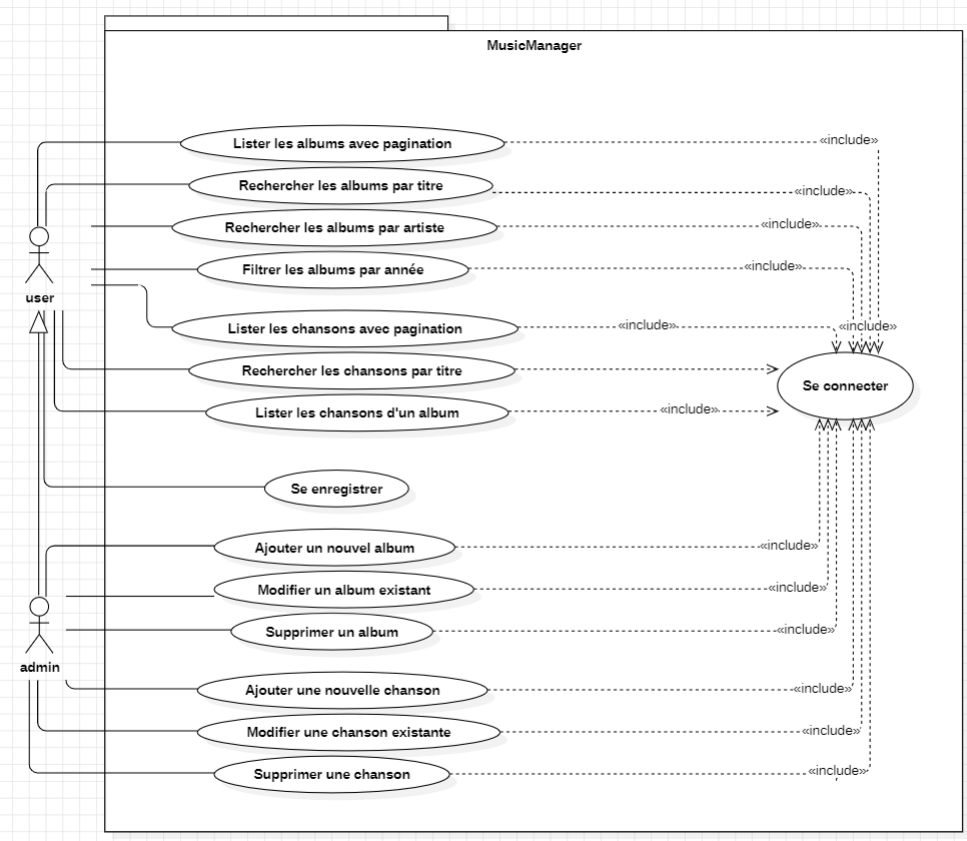 MusicManager
Lister les albums avec pagination
«include»
Rechercher les albums par titre
«include»
Rechercher les albums par artiste
«include»
Filtrer les albums par année
«include»
user
Lister les chansons avec pagination
«include»
«include»
Rechercher les chansons par titre
Se connecter
Lister les chansons d'un album
«include»
Se enregistrer
Ajouter un nouvel album
«include»
Modifier un album existant
«include»
Supprimer un album
«include»
admin
Ajouter une nouvelle chanson
«include»
Modifier une chanson existante
«include»
Supprimer une chanson
«include»